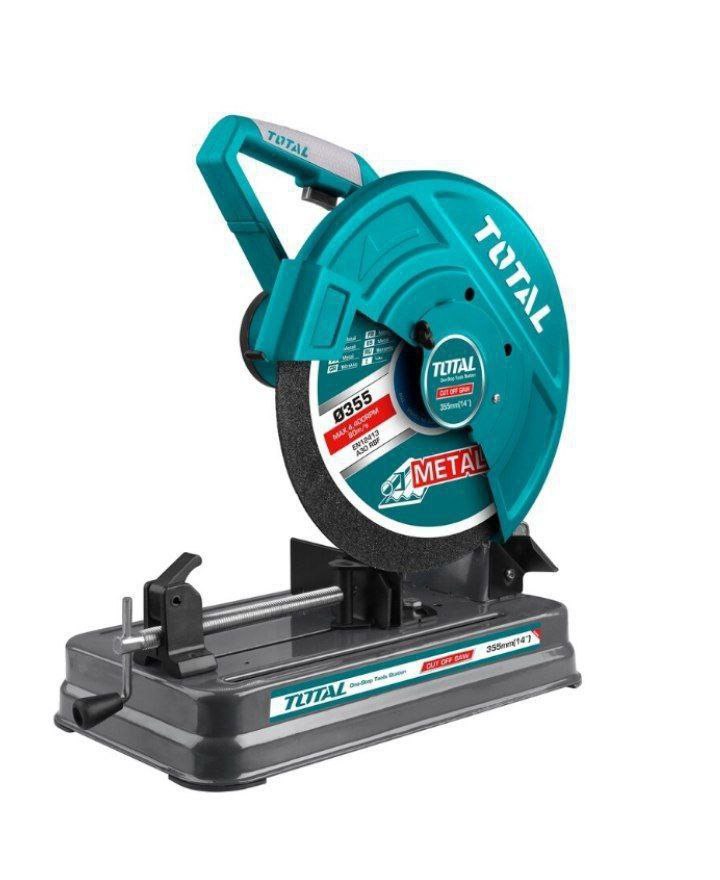 TOTAL
TOTAL
TOTAL
One-Stop Tools Station
CUT OFF SAW
355mm(14")
Ø355
MAX 4.400RPM
80m/s
EN12413
A30 RBF
METAL
TOTAL One-Stop Tools Station CUT OFF SAW 355mm(14")